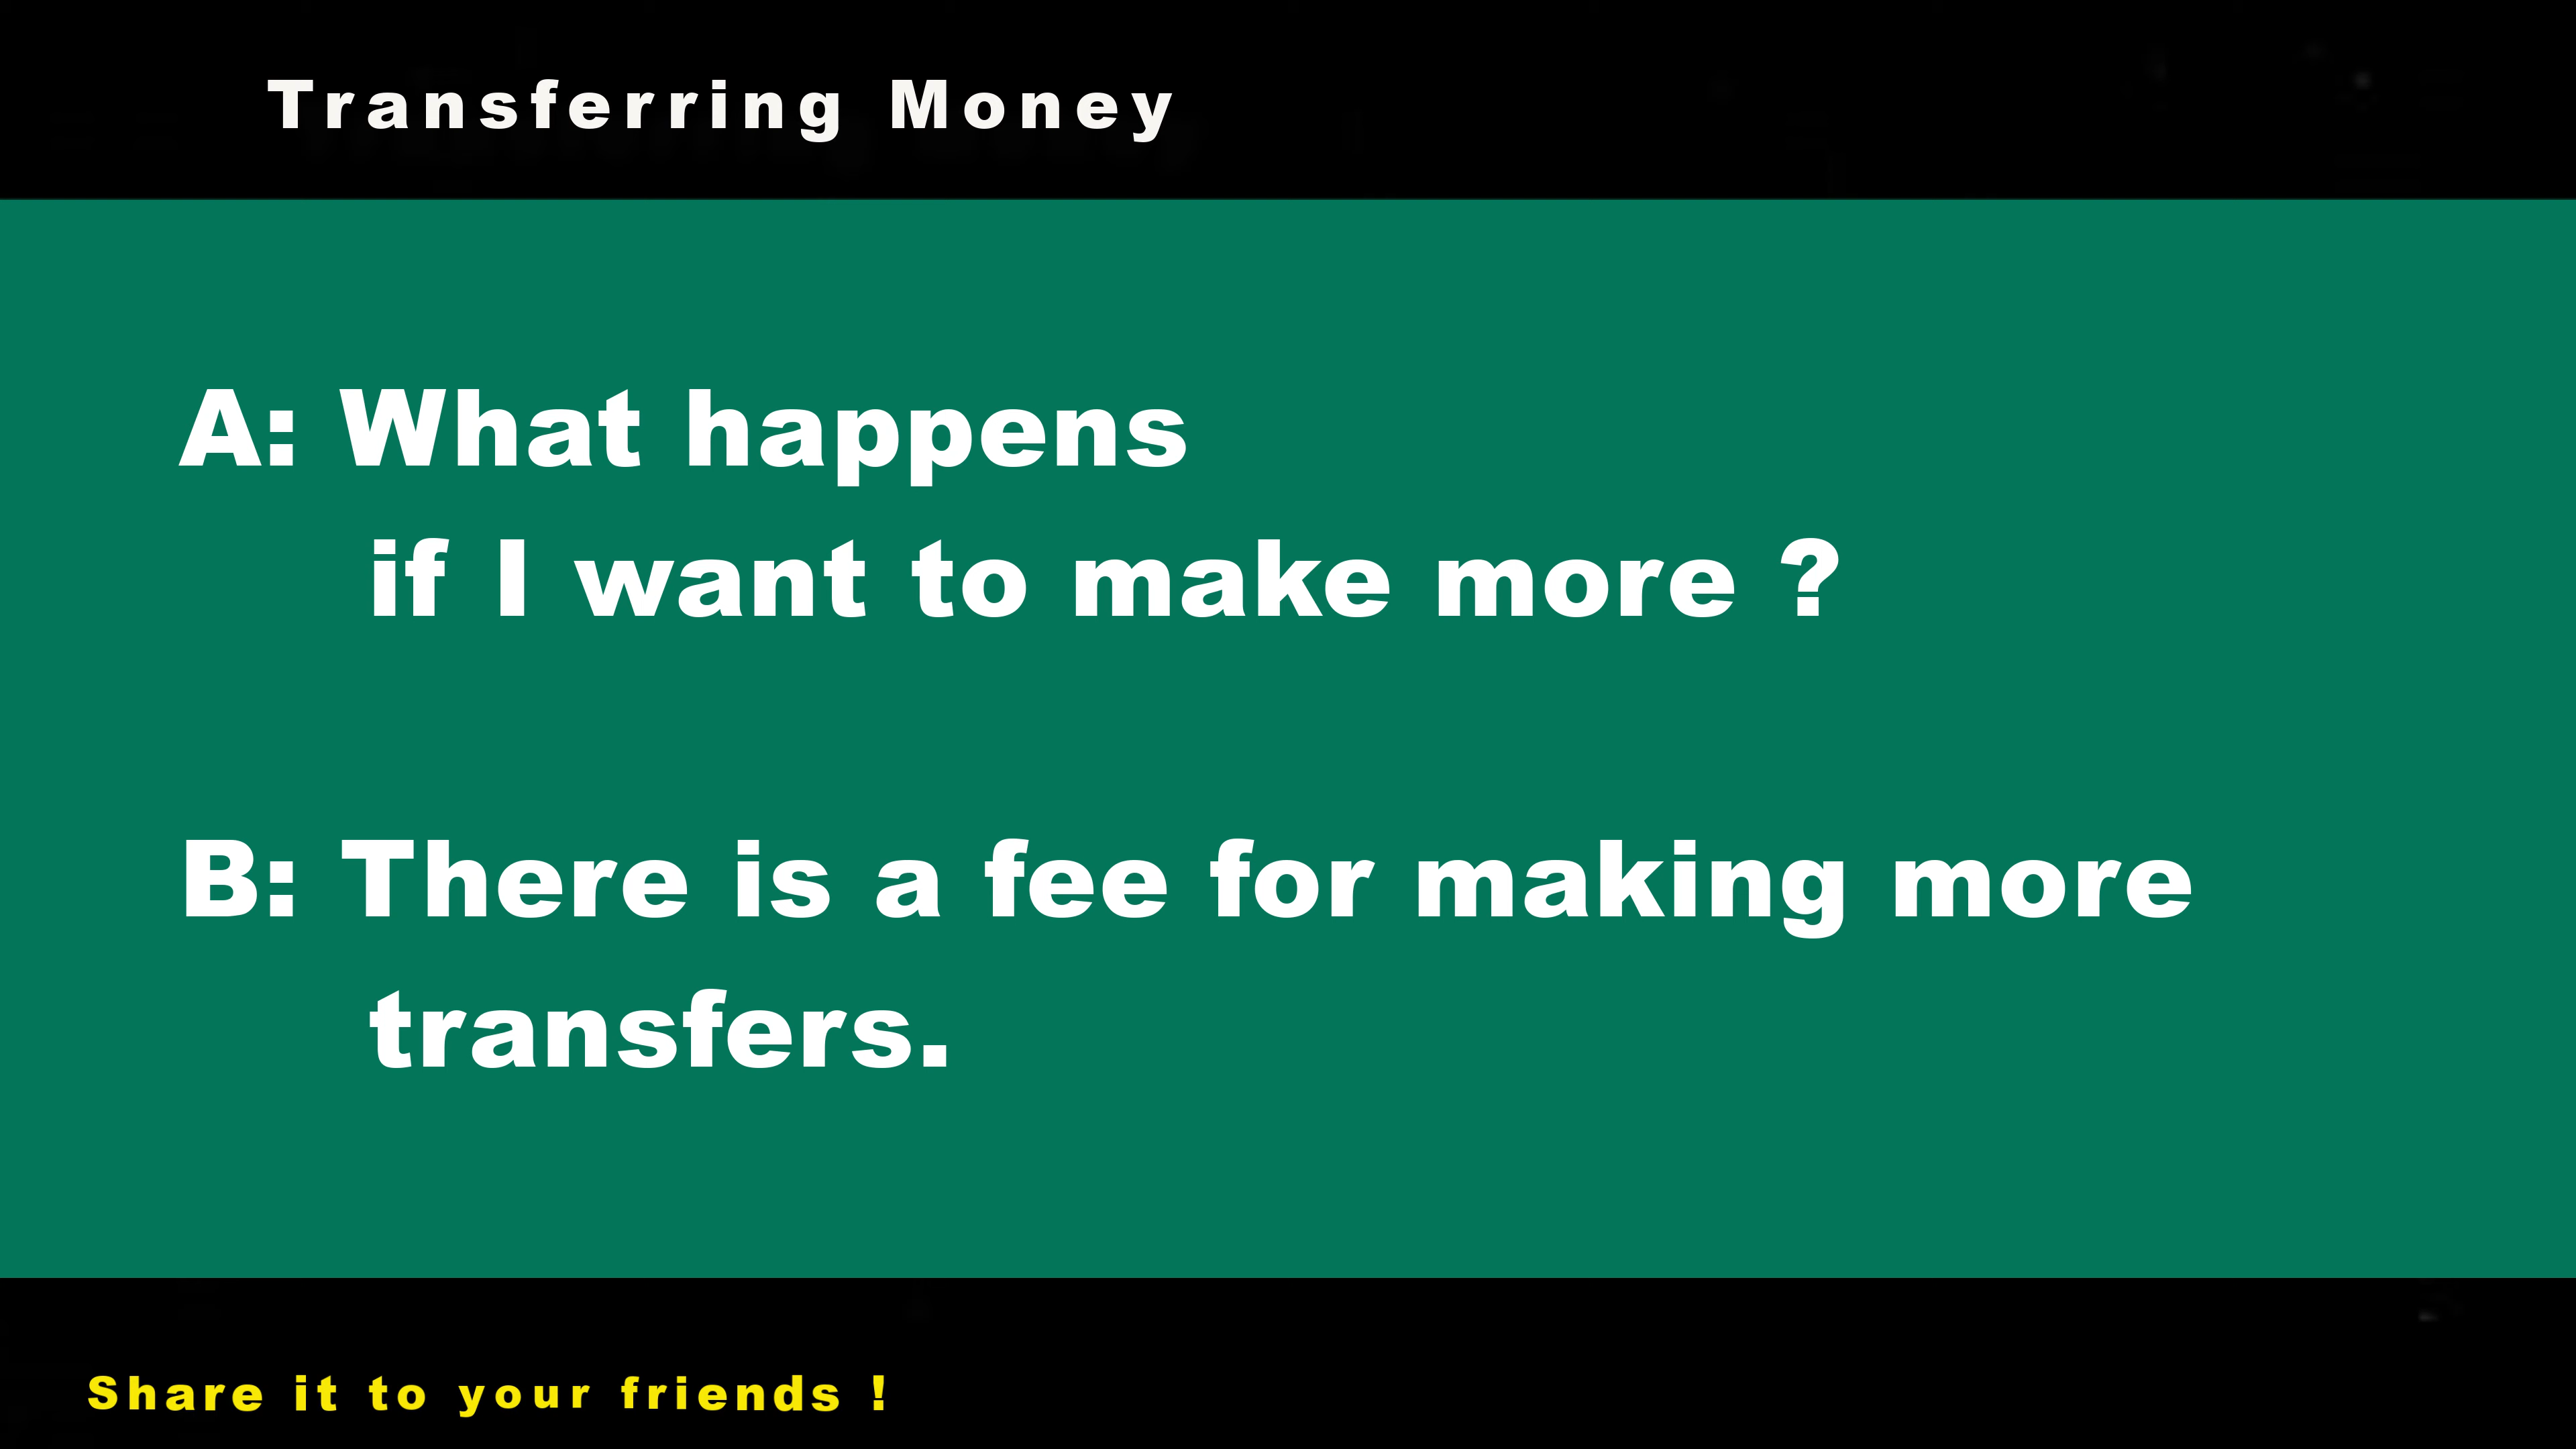 Transferring Money
A: What happens
if I want to make more ?
B: There is a fee for making more
transfers.
Share it to your friends !